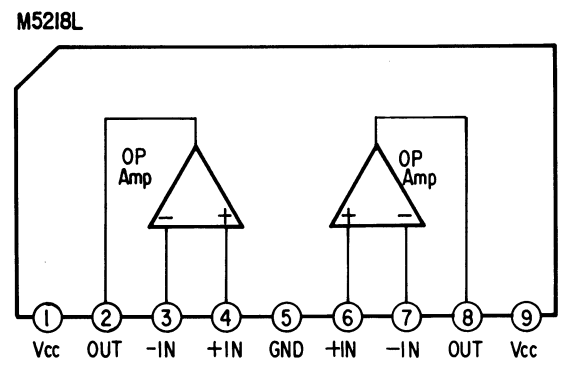 M5218L
OP
Amp
OP
Amp
− +
+ −
1 2 3 4 5 6 7 8 9
Vcc OUT -IN +IN GND +IN -IN OUT Vcc